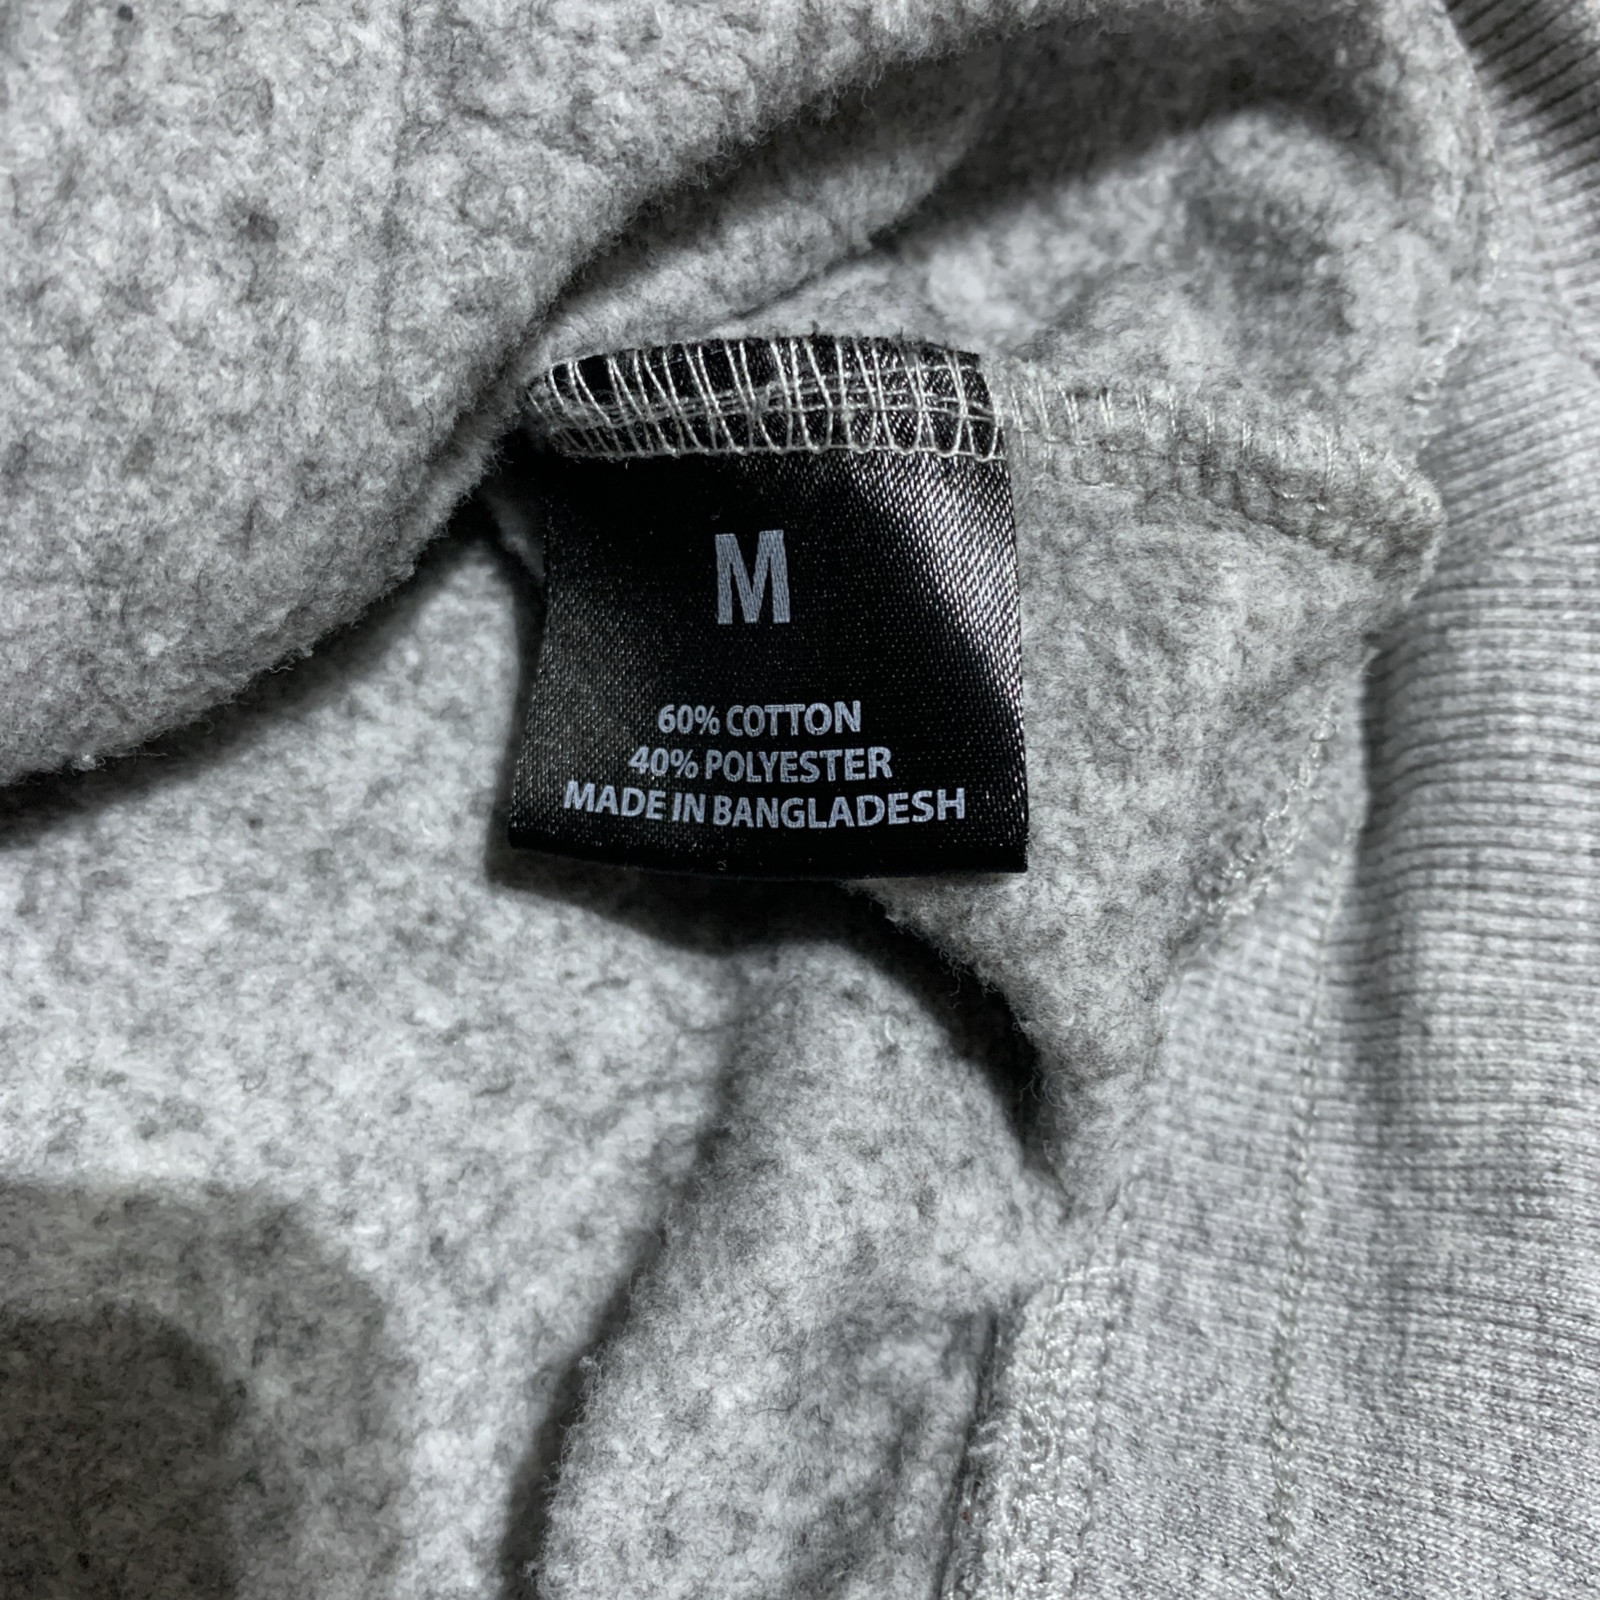 M
60% COTTON
40% POLYESTER
MADE IN BANGLADESH